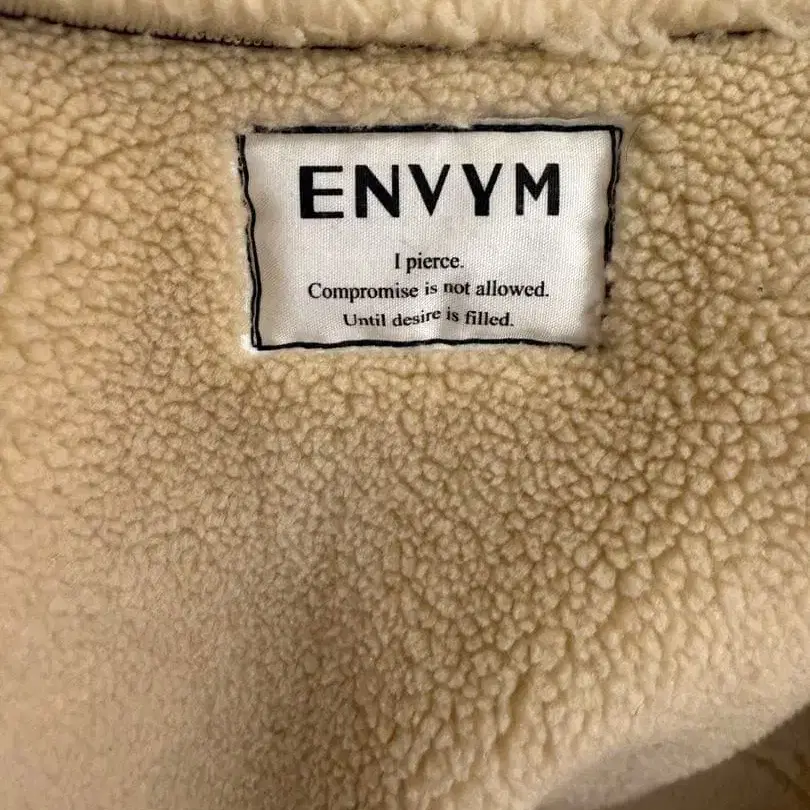 ENVYM
I pierce.
Compromise is not allowed.
Until desire is filled.